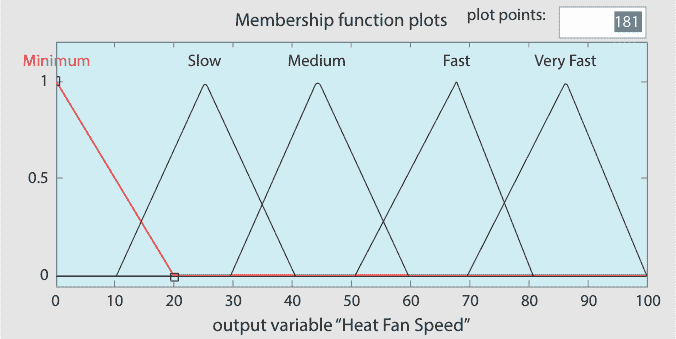 Membership function plots plot points: 181
Minimum Slow Medium Fast Very Fast
1
0.5
0
0 10 20 30 40 50 60 70 80 90 100
output variable “Heat Fan Speed”